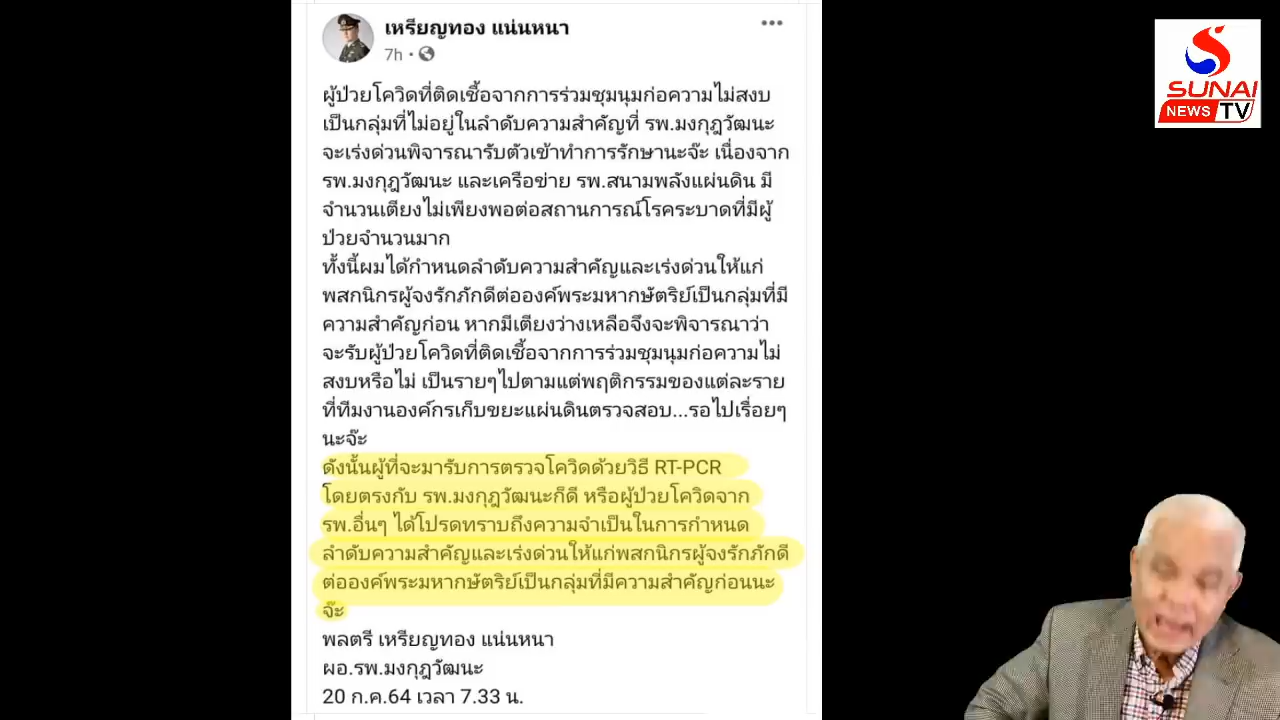 เหรียญทอง แน่นหนา
7h
ผู้ป่วยโควิดที่ติดเชื้อจากการร่วมชุมนุมก่อความไม่สงบ
เป็นกลุ่มที่ไม่อยู่ในลำดับความสำคัญที่ รพ.มงกุฎวัฒนะ
จะเร่งด่วนพิจารณารับตัวเข้าทำการรักษานะจ๊ะ เนื่องจาก
รพ.มงกุฎวัฒนะ และเครือข่าย รพ.สนามพลังแผ่นดิน มี
จำนวนเตียงไม่เพียงพอต่อสถานการณ์โรคระบาดที่มีผู้
ป่วยจำนวนมาก
ทั้งนี้ผมได้กำหนดลำดับความสำคัญและเร่งด่วนให้แก่
พสกนิกรผู้จงรักภักดีต่อองค์พระมหากษัตริย์เป็นกลุ่มที่มี
ความสำคัญก่อน หากมีเตียงว่างเหลือจึงจะพิจารณาว่า
จะรับผู้ป่วยโควิดที่ติดเชื้อจากการร่วมชุมนุมก่อความไม่
สงบหรือไม่ เป็นรายๆไปตามแต่พฤติกรรมของแต่ละราย
ที่ทีมงานองค์กรเก็บขยะแผ่นดินตรวจสอบ...รอไปเรื่อยๆ
นะจ๊ะ
ดังนั้นผู้ที่จะมารับการตรวจโควิดด้วยวิธี RT-PCR
โดยตรงกับ รพ.มงกุฎวัฒนะก็ดี หรือผู้ป่วยโควิดจาก
รพ.อื่นๆ ได้โปรดทราบถึงความจำเป็นในการกำหนด
ลำดับความสำคัญและเร่งด่วนให้แก่พสกนิกรผู้จงรักภักดี
ต่อองค์พระมหากษัตริย์เป็นกลุ่มที่มีความสำคัญก่อนนะ
จ๊ะ
พลตรี เหรียญทอง แน่นหนา
ผอ.รพ.มงกุฎวัฒนะ
20 ก.ค.64 เวลา 7.33 น.
SUNAI
NEWS TV